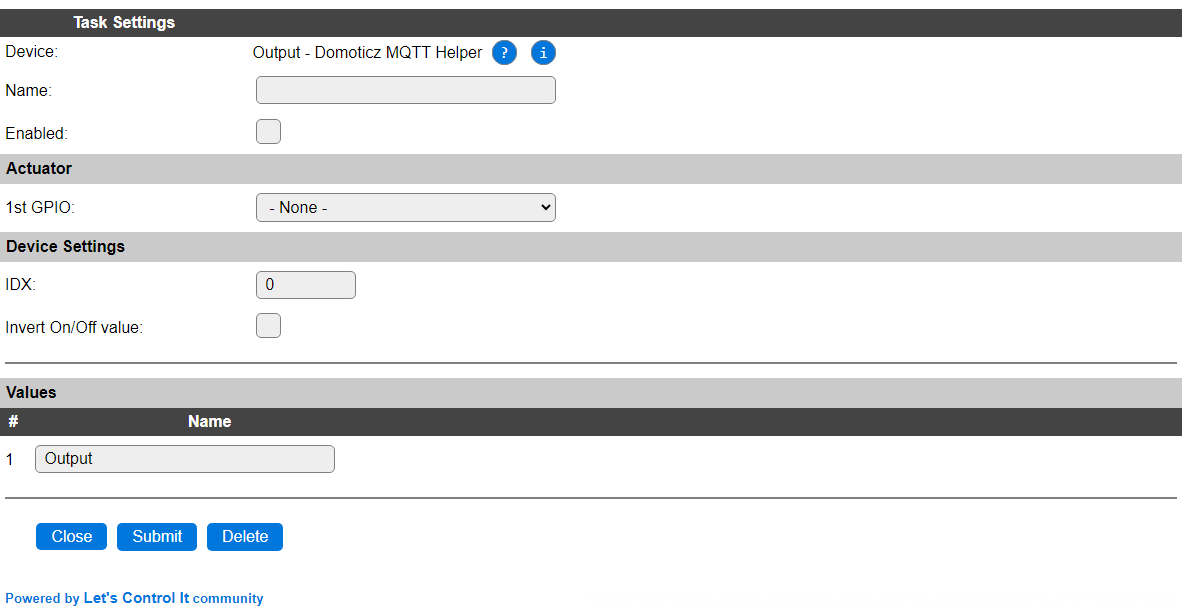 Task Settings
Device: Output - Domoticz MQTT Helper ? i
Name:
Enabled:
Actuator
1st GPIO: - None -
Device Settings
IDX: 0
Invert On/Off value:
Values
# Name
1 Output
Close Submit Delete
Powered by Let's Control It community